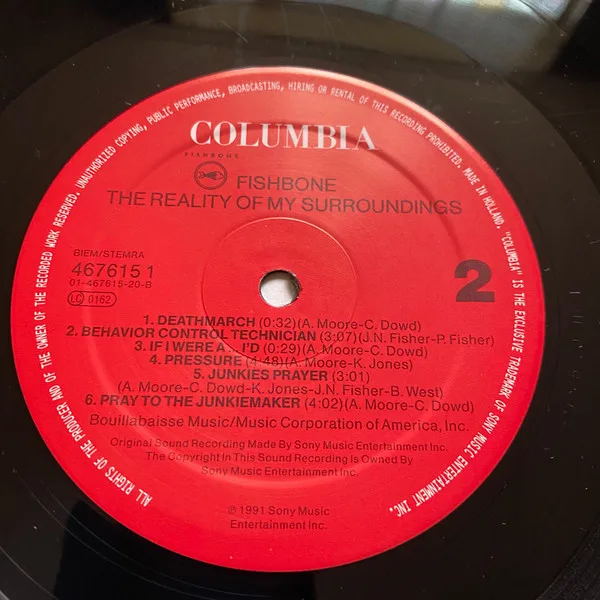 ALL RIGHTS OF THE PRODUCER AND OF THE OWNER OF THE RECORDED WORK RESERVED. UNAUTHORIZED COPYING, PUBLIC PERFORMANCE, BROADCASTING, HIRING OR RENTAL OF THIS RECORDING PROHIBITED. MADE IN HOLLAND. "COLUMBIA" IS THE EXCLUSIVE TRADEMARK OF SONY MUSIC ENTERTAINMENT INC.
COLUMBIA
FISHBONE
FISHBONE
THE REALITY OF MY SURROUNDINGS
BIEM/STEMRA
467615 1
01-467615-20-B
LC 0162
2
1. DEATHMARCH (0:32)(A. Moore-C. Dowd)
2. BEHAVIOR CONTROL TECHNICIAN (3:07)(J.N. Fisher-P. Fisher)
3. IF I WERE A... I'D (0:29)(A. Moore-C. Dowd)
4. PRESSURE (4:48)(A. Moore-K. Jones)
5. JUNKIES PRAYER (3:01)
(A. Moore-C. Dowd-K. Jones-J.N. Fisher-B. West)
6. PRAY TO THE JUNKIEMAKER (4:02)(A. Moore-C. Dowd)
Bouillabaisse Music/Music Corporation of America, Inc.
Original Sound Recording Made By Sony Music Entertainment Inc.
The Copyright In This Sound Recording Is Owned By
Sony Music Entertainment Inc.
℗ 1991 Sony Music
Entertainment Inc.